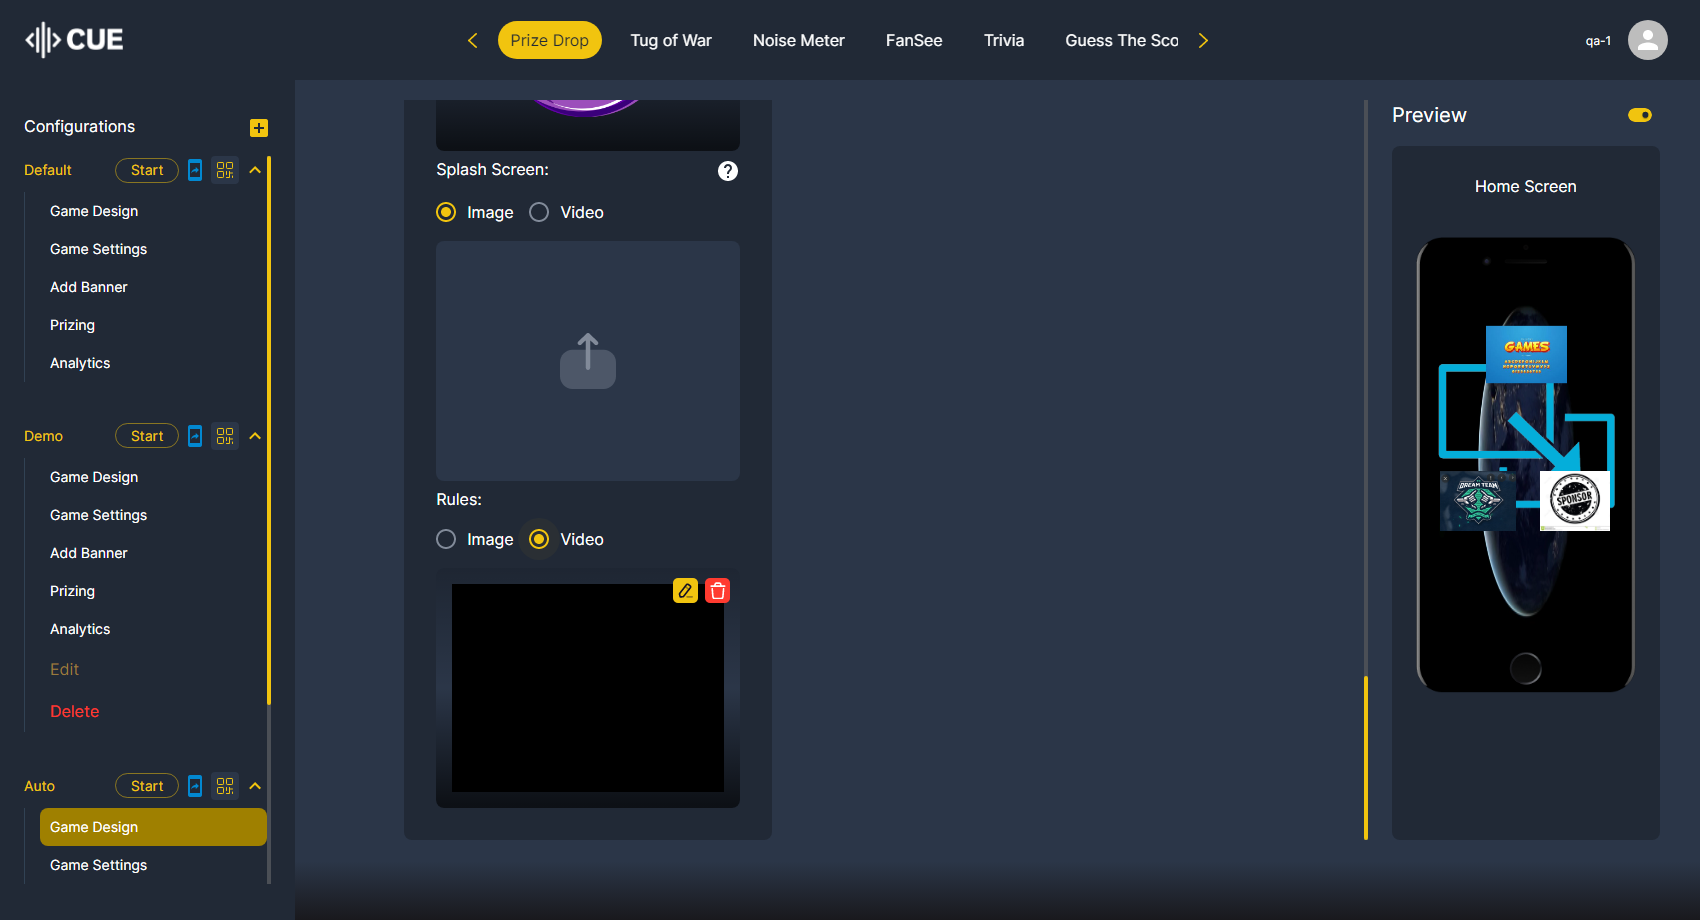 CUE
Prize Drop
Tug of War
Noise Meter
FanSee
Trivia
Guess The Sco
qa-1
Configurations
Default
Start
Game Design
Game Settings
Add Banner
Prizing
Analytics
Demo
Start
Game Design
Game Settings
Add Banner
Prizing
Analytics
Edit
Delete
Auto
Start
Game Design
Game Settings
Splash Screen:
Image
Video
Rules:
Image
Video
Preview
Home Screen
GAMES
DREAM TEAM
SPONSOR